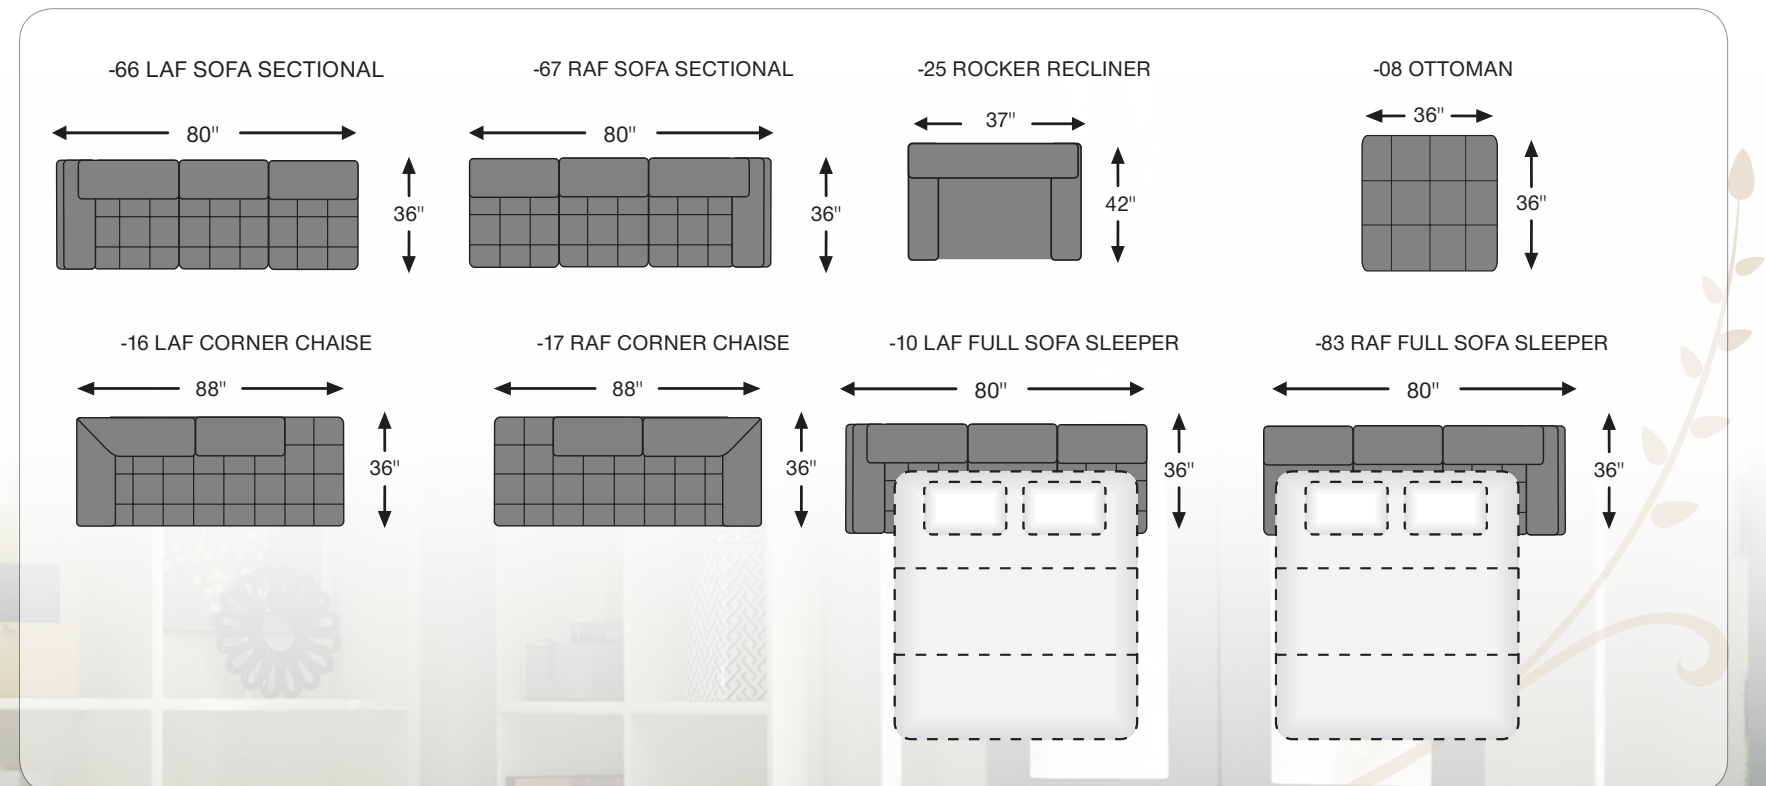 -66 LAF SOFA SECTIONAL
-67 RAF SOFA SECTIONAL
-25 ROCKER RECLINER
-08 OTTOMAN
80"
80"
37"
36"
36"
36"
42"
36"
-16 LAF CORNER CHAISE
-17 RAF CORNER CHAISE
-10 LAF FULL SOFA SLEEPER
-83 RAF FULL SOFA SLEEPER
88"
88"
80"
80"
36"
36"
36"
36"